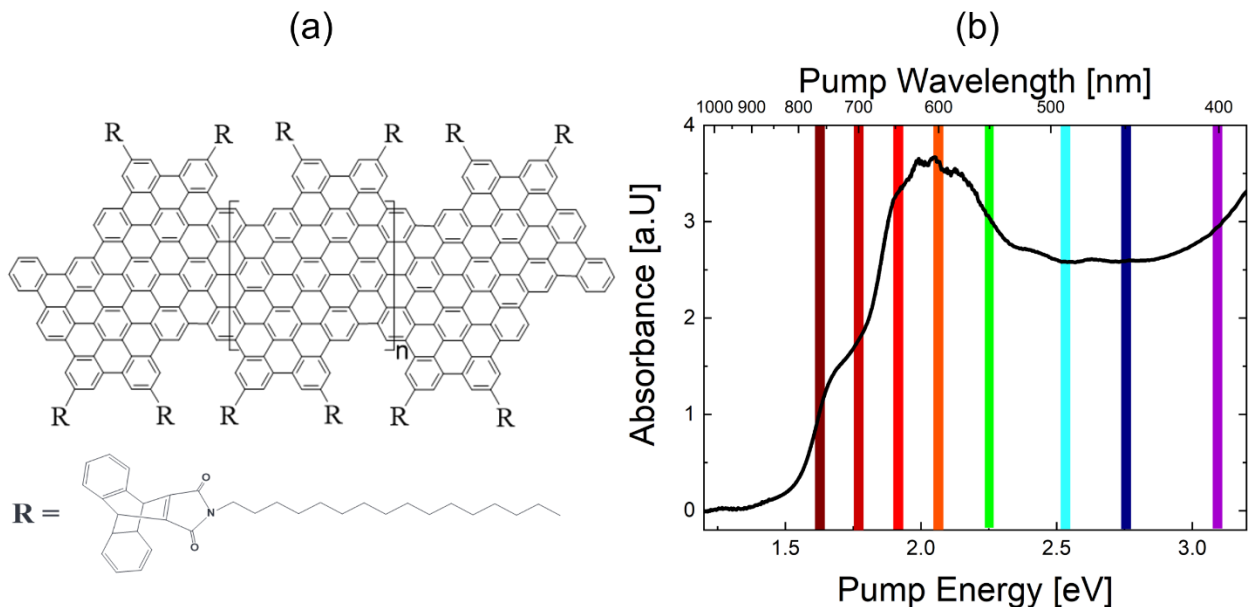 (a)
(b)
R R R R R R
n
R R R R R R
R =
O
N
O
Pump Wavelength [nm]
1000 900 800 700 600 500 400
Absorbance [a.U]
4
3
2
1
0
1.5 2.0 2.5 3.0
Pump Energy [eV]